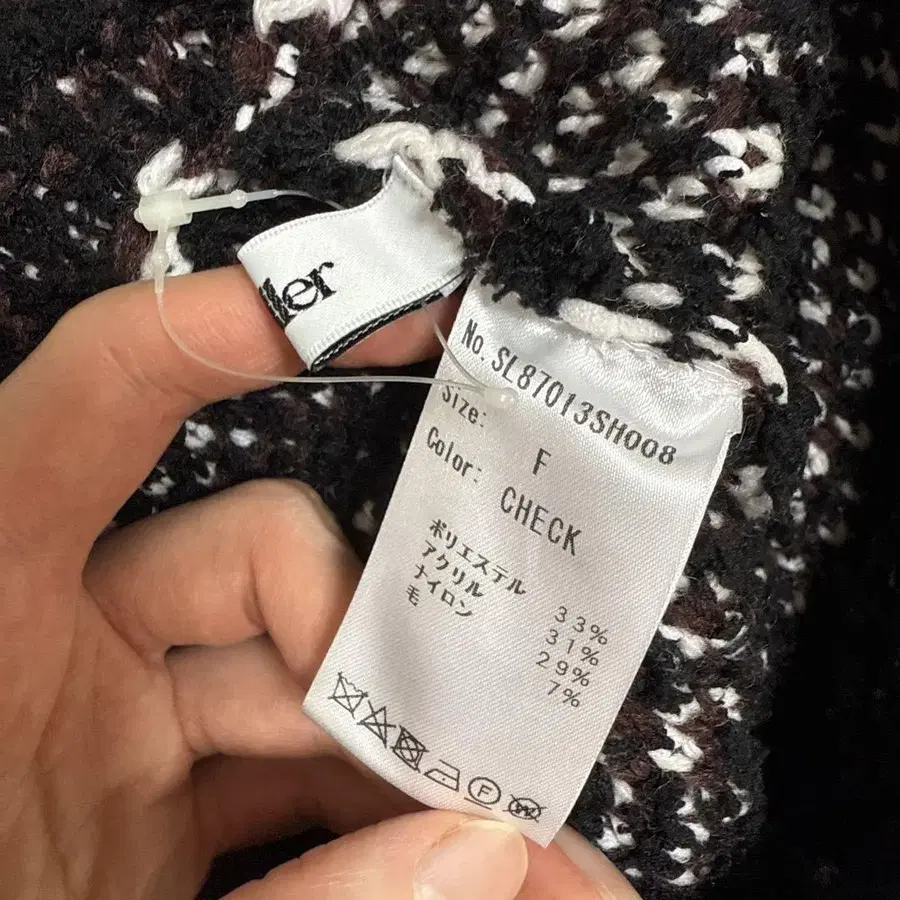 No. SL87013SH008
Size:
F
Color:
CHECK
ポリエステル 33%
アクリル 31%
ナイロン 29%
毛 7%
F
W